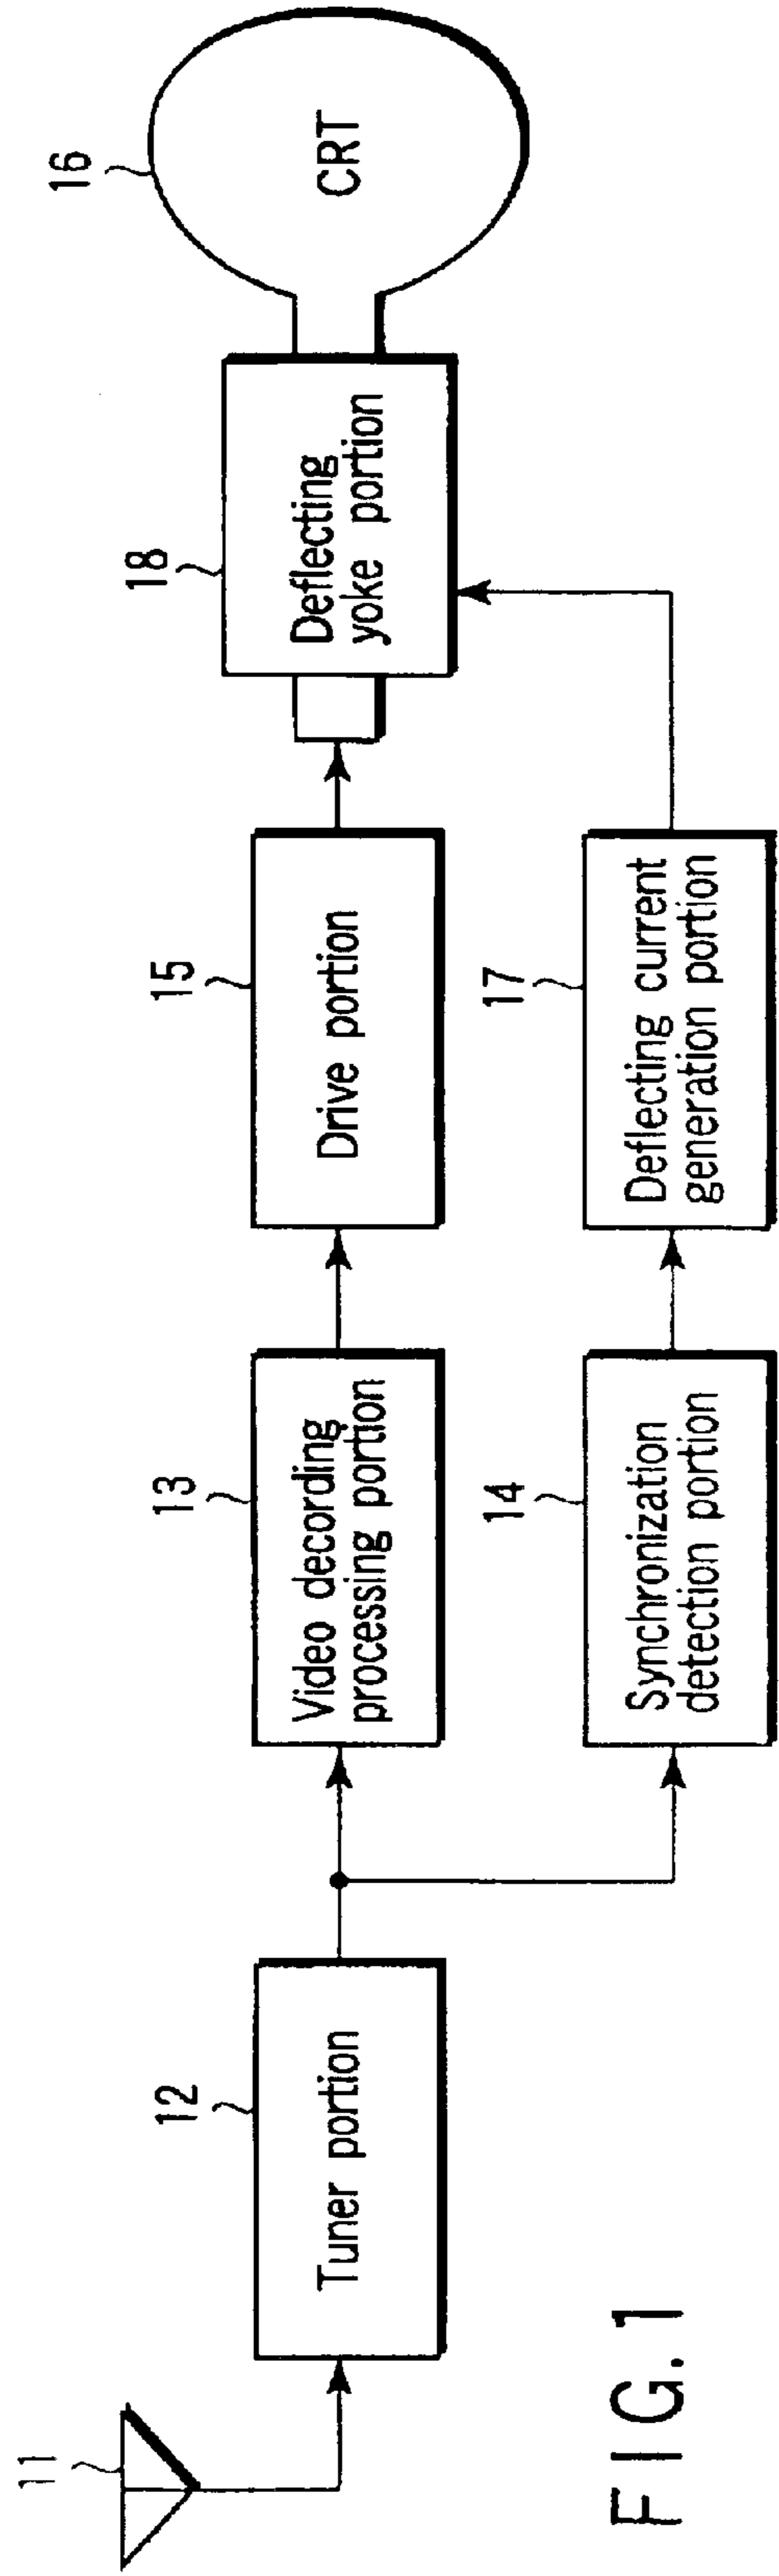 11
12
Tuner portion
13
Video decording
processing portion
14
Synchronization
detection portion
15
Drive portion
17
Deflecting current
generation portion
18
Deflecting
yoke portion
16
CRT
FIG.1